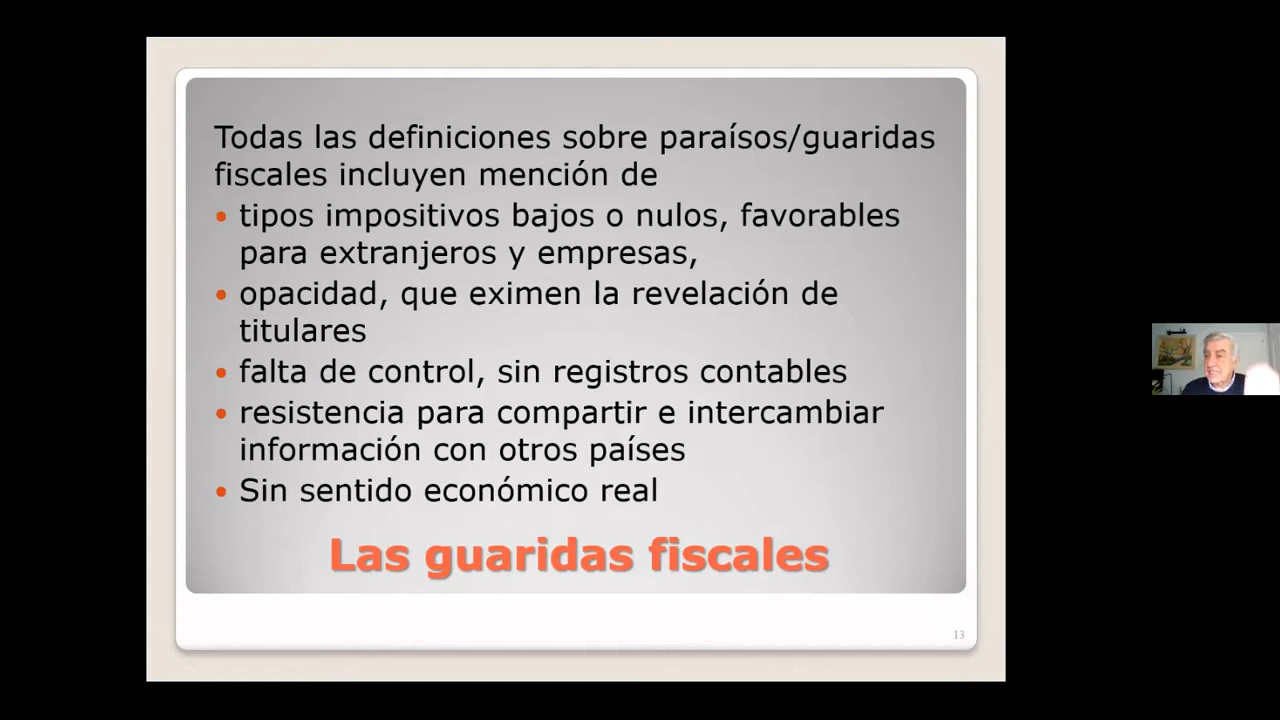 Todas las definiciones sobre paraísos/guaridas
fiscales incluyen mención de
• tipos impositivos bajos o nulos, favorables
para extranjeros y empresas,
• opacidad, que eximen la revelación de
titulares
• falta de control, sin registros contables
• resistencia para compartir e intercambiar
información con otros países
• Sin sentido económico real
Las guaridas fiscales
13